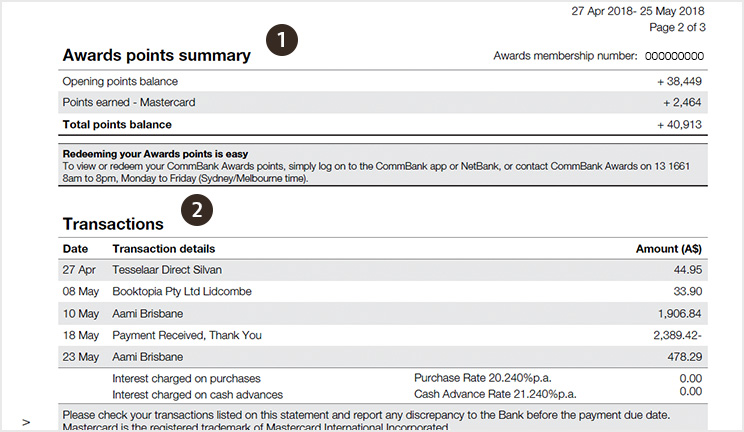 27 Apr 2018- 25 May 2018
Page 2 of 3
1
Awards points summary Awards membership number: 000000000
Opening points balance + 38,449
Points earned - Mastercard + 2,464
Total points balance + 40,913
Redeeming your Awards points is easy
To view or redeem your CommBank Awards points, simply log on to the CommBank app or NetBank, or contact CommBank Awards on 13 1661
8am to 8pm, Monday to Friday (Sydney/Melbourne time).
2
Transactions
Date Transaction details Amount (A$)
27 Apr Tesselaar Direct Silvan 44.95
08 May Booktopia Pty Ltd Lidcombe 33.90
10 May Aami Brisbane 1,906.84
18 May Payment Received, Thank You 2,389.42-
23 May Aami Brisbane 478.29
Interest charged on purchases Purchase Rate 20.240%p.a. 0.00
Interest charged on cash advances Cash Advance Rate 21.240%p.a. 0.00
Please check your transactions listed on this statement and report any discrepancy to the Bank before the payment due date.
> Mastercard is the registered trademark of Mastercard International Incorporated